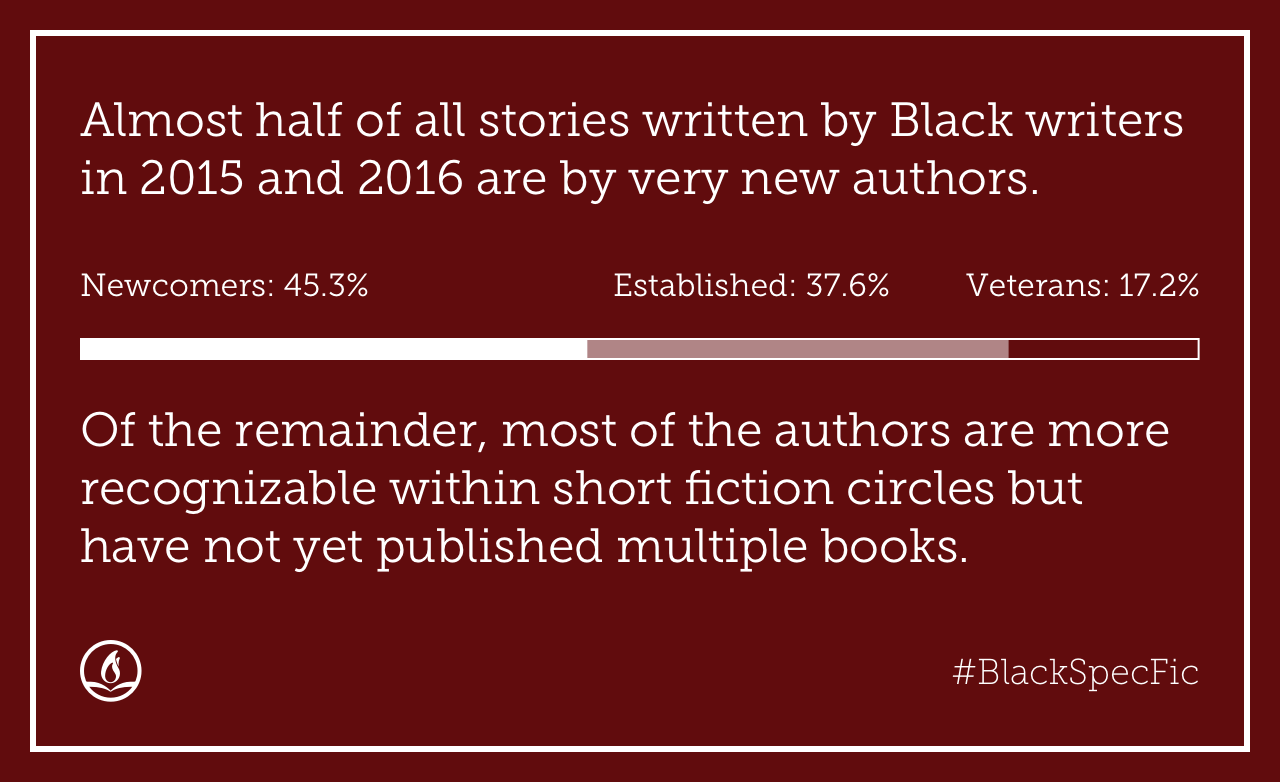 Almost half of all stories written by Black writers
in 2015 and 2016 are by very new authors.
Newcomers: 45.3% Established: 37.6% Veterans: 17.2%
Of the remainder, most of the authors are more
recognizable within short fiction circles but
have not yet published multiple books.
#BlackSpecFic